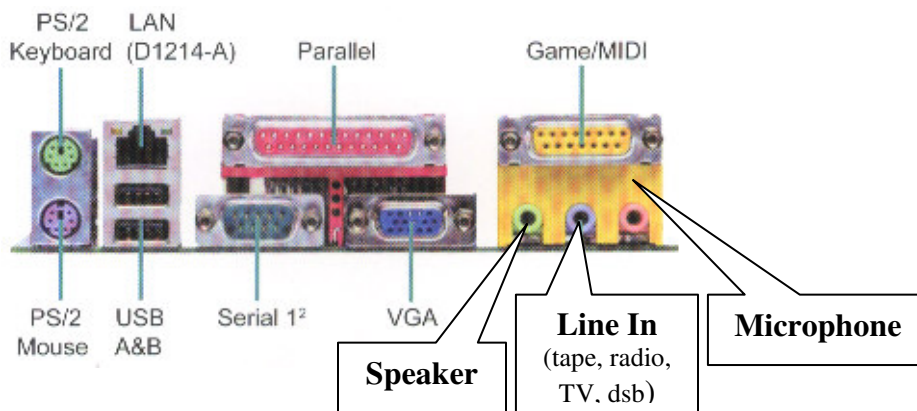 PS/2
Keyboard
LAN
(D1214-A)
Parallel
Game/MIDI
PS/2
Mouse
USB
A&B
Serial 1²
VGA
Speaker
Line In
(tape, radio,
TV, dsb)
Microphone